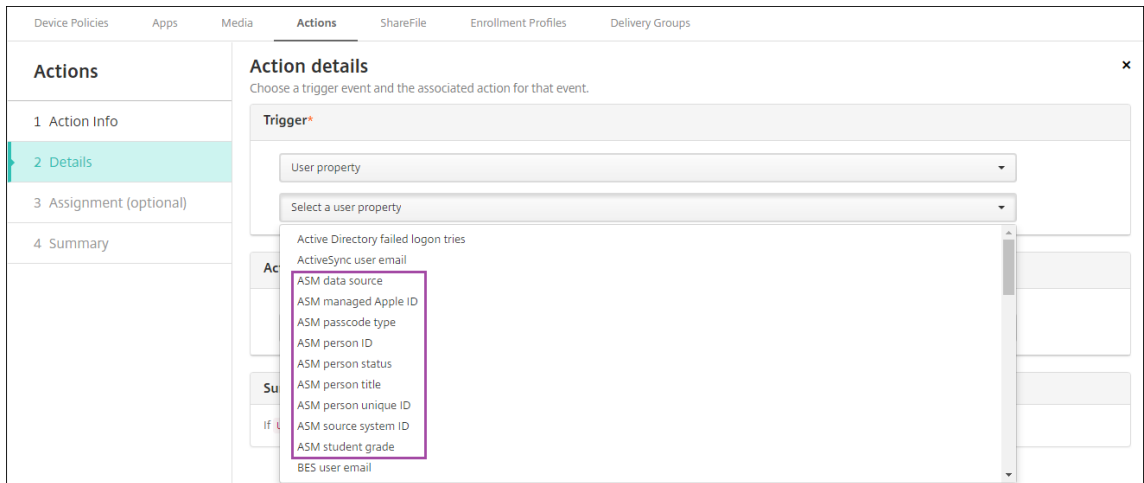 Device Policies Apps Media Actions ShareFile Enrollment Profiles Delivery Groups
Actions
1 Action Info
2 Details
3 Assignment (optional)
4 Summary
Action details
×
Choose a trigger event and the associated action for that event.
Trigger*
User property
Select a user property
Active Directory failed logon tries
ActiveSync user email
ASM data source
ASM managed Apple ID
ASM passcode type
ASM person ID
ASM person status
ASM person title
ASM person unique ID
ASM source system ID
ASM student grade
BES user email
Ac
Su
If